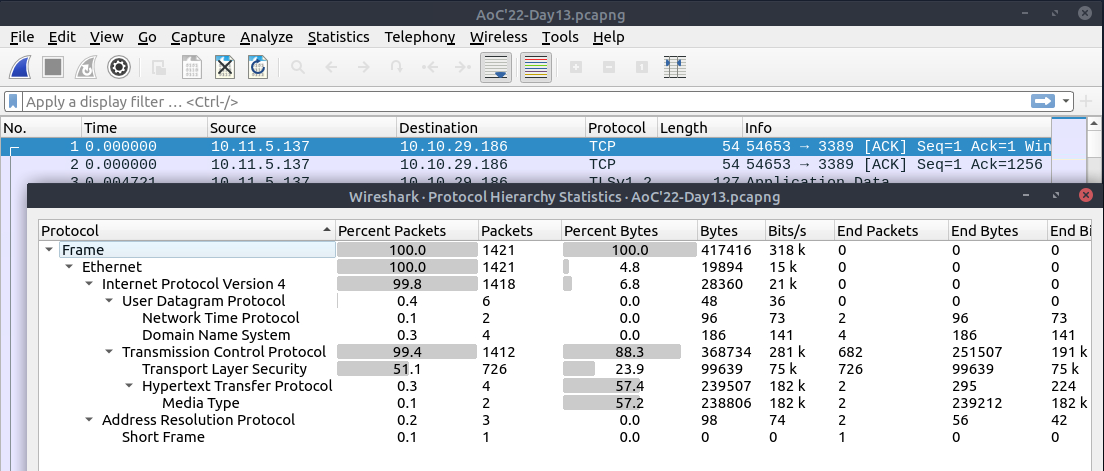 AoC'22-Day13.pcapng
File Edit View Go Capture Analyze Statistics Telephony Wireless Tools Help
Apply a display filter … <Ctrl-/>
No. Time Source Destination Protocol Length Info
1 0.000000 10.11.5.137 10.10.29.186 TCP 54 54653 → 3389 [ACK] Seq=1 Ack=1 Win
2 0.000000 10.11.5.137 10.10.29.186 TCP 54 54653 → 3389 [ACK] Seq=1 Ack=1256
3 0.004721 10.11.5.137 10.10.29.186 TLSv1.2 127 Application Data
Wireshark · Protocol Hierarchy Statistics · AoC'22-Day13.pcapng
Protocol Percent Packets Packets Percent Bytes Bytes Bits/s End Packets End Bytes End Bi
Frame 100.0 1421 100.0 417416 318 k 0 0 0
Ethernet 100.0 1421 4.8 19894 15 k 0 0 0
Internet Protocol Version 4 99.8 1418 6.8 28360 21 k 0 0 0
User Datagram Protocol 0.4 6 0.0 48 36 0 0 0
Network Time Protocol 0.1 2 0.0 96 73 2 96 73
Domain Name System 0.3 4 0.0 186 141 4 186 141
Transmission Control Protocol 99.4 1412 88.3 368734 281 k 682 251507 191 k
Transport Layer Security 51.1 726 23.9 99639 75 k 726 99639 75 k
Hypertext Transfer Protocol 0.3 4 57.4 239507 182 k 2 295 224
Media Type 0.1 2 57.2 238806 182 k 2 239212 182 k
Address Resolution Protocol 0.2 3 0.0 98 74 2 56 42
Short Frame 0.1 1 0.0 0 0 1 0 0